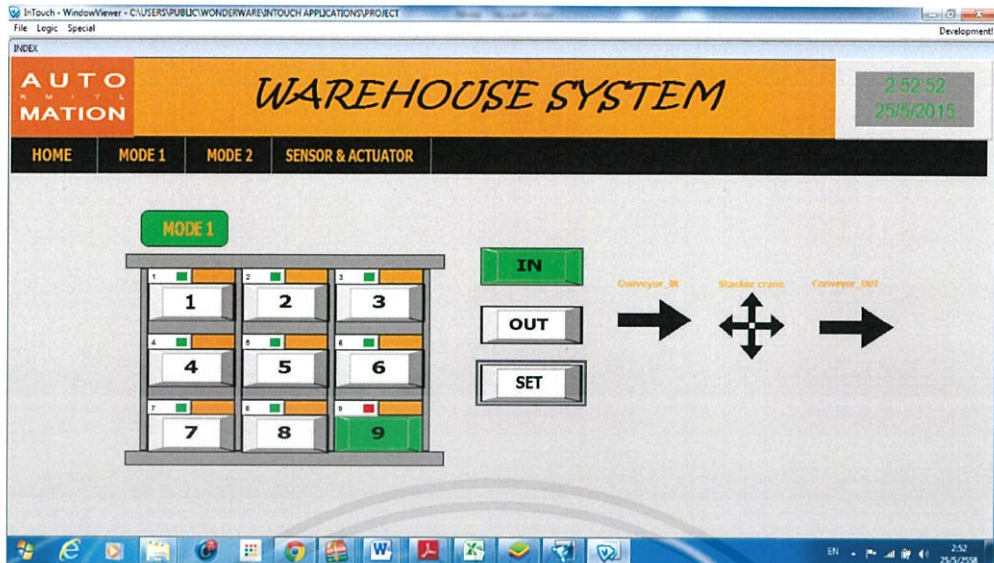 InTouch - WindowViewer - C:\USERS\PUBLIC\WONDERWARE\INTOUCH APPLICATIONS\PROJECT
File Logic Special
Development!
INDEX
AUTO
KMITL
MATION
WAREHOUSE SYSTEM
2:52 52
25/5/2015
HOME MODE 1 MODE 2 SENSOR & ACTUATOR
MODE 1
1 2 3
1 2 3
4 5 6
4 5 6
7 8 9
7 8 9
IN
OUT
SET
Conveyor_IN Stacker crane Conveyor_OUT
EN
2:52
25/5/2558